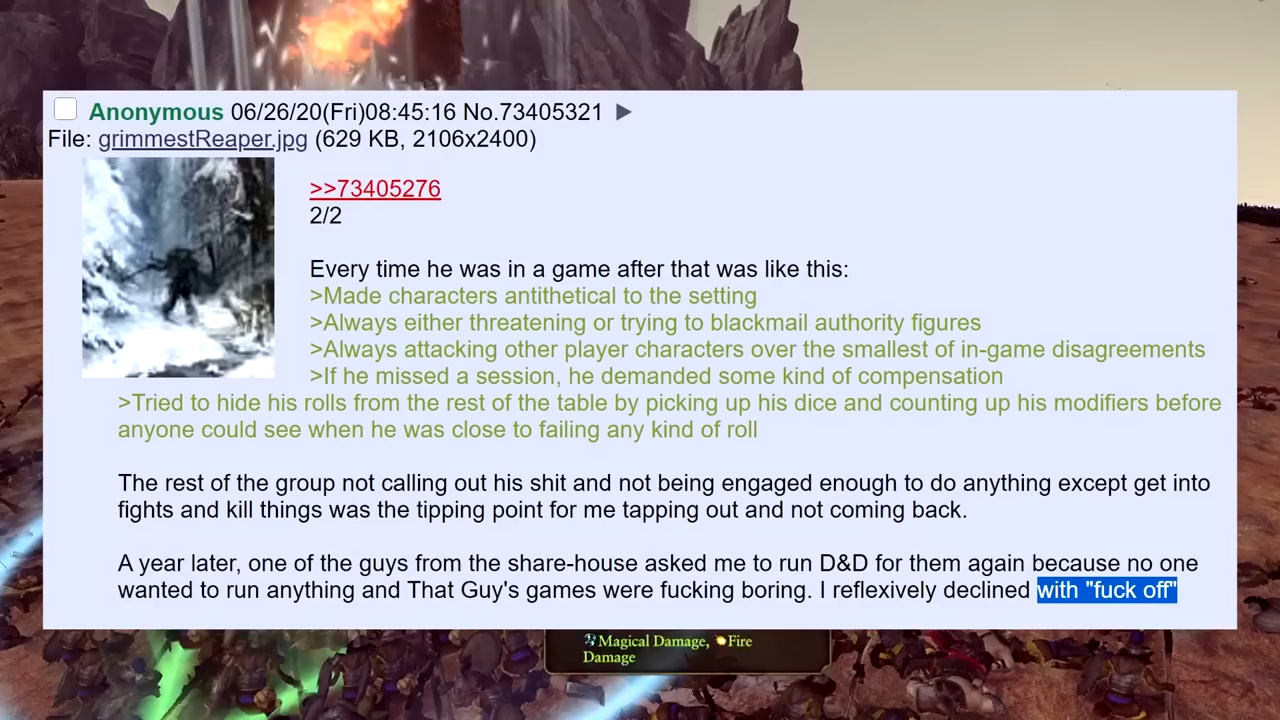 Anonymous 06/26/20(Fri)08:45:16 No.73405321 ▶
File: grimmestReaper.jpg (629 KB, 2106x2400)
>>73405276
2/2
Every time he was in a game after that was like this:
>Made characters antithetical to the setting
>Always either threatening or trying to blackmail authority figures
>Always attacking other player characters over the smallest of in-game disagreements
>If he missed a session, he demanded some kind of compensation
>Tried to hide his rolls from the rest of the table by picking up his dice and counting up his modifiers before
anyone could see when he was close to failing any kind of roll
The rest of the group not calling out his shit and not being engaged enough to do anything except get into
fights and kill things was the tipping point for me tapping out and not coming back.
A year later, one of the guys from the share-house asked me to run D&D for them again because no one
wanted to run anything and That Guy's games were fucking boring. I reflexively declined with "fuck off"
Magical Damage, Fire
Damage